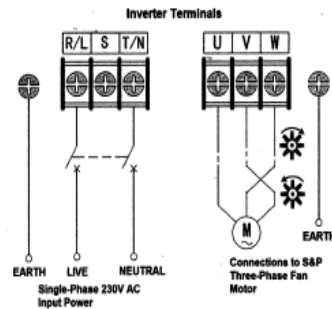 Inverter Terminals
R/L S T/N
U V W
M
EARTH LIVE NEUTRAL
Single-Phase 230V AC
Input Power
EARTH
Connections to S&P
Three-Phase Fan
Motor